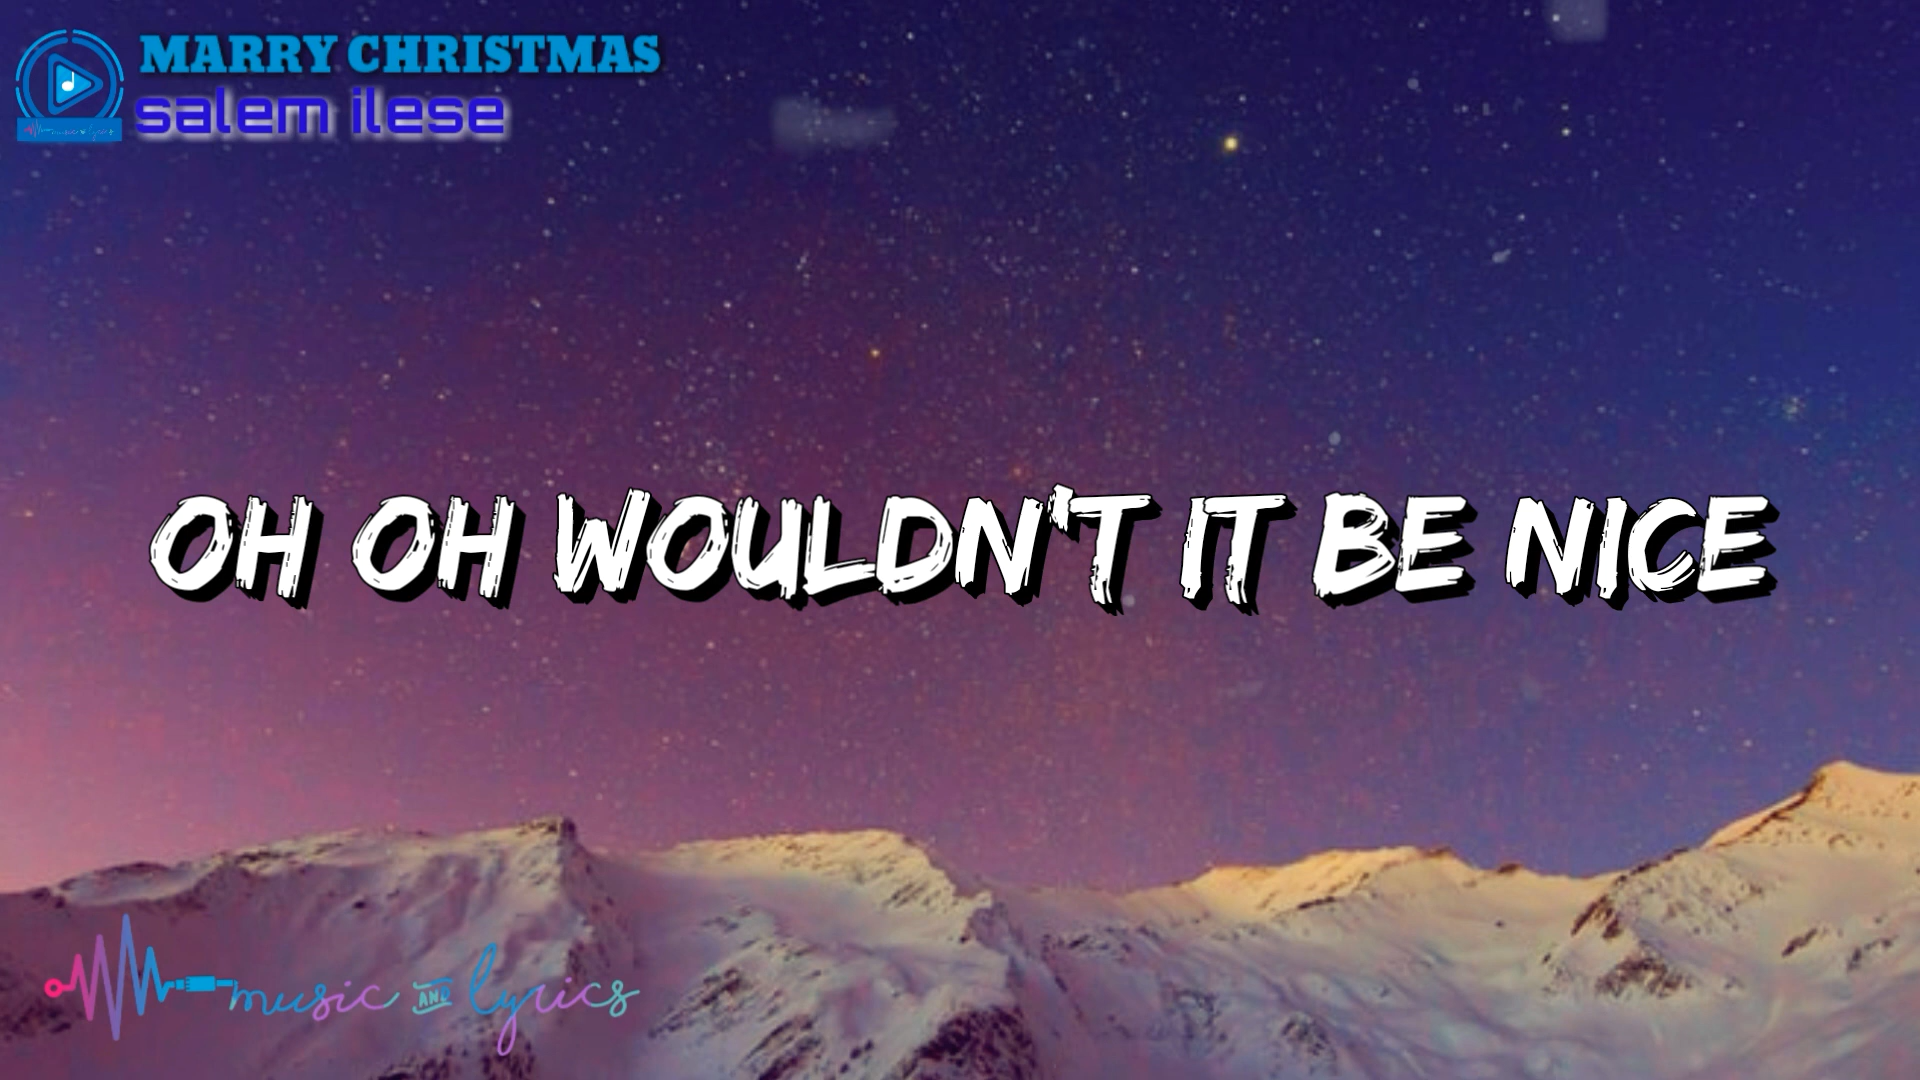 MARRY CHRISTMAS
salem ilese
OH OH WOULDN'T IT BE NICE
music AND lyrics